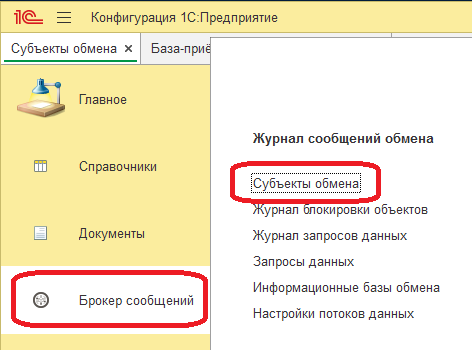 1С Конфигурация 1С:Предприятие
Субъекты обмена × База-приё
Главное
Журнал сообщений обмена
Справочники
Субъекты обмена
Журнал блокировки объектов
Документы
Журнал запросов данных
Запросы данных
Информационные базы обмена
Брокер сообщений
Настройки потоков данных